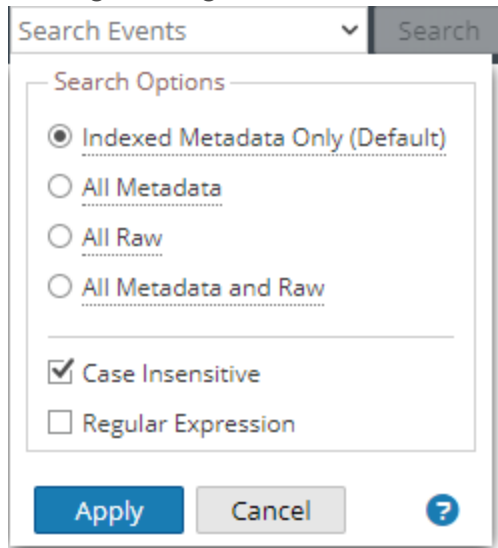 Search Events
Search
Search Options
Indexed Metadata Only (Default)
All Metadata
All Raw
All Metadata and Raw
Case Insensitive
Regular Expression
Apply
Cancel
?